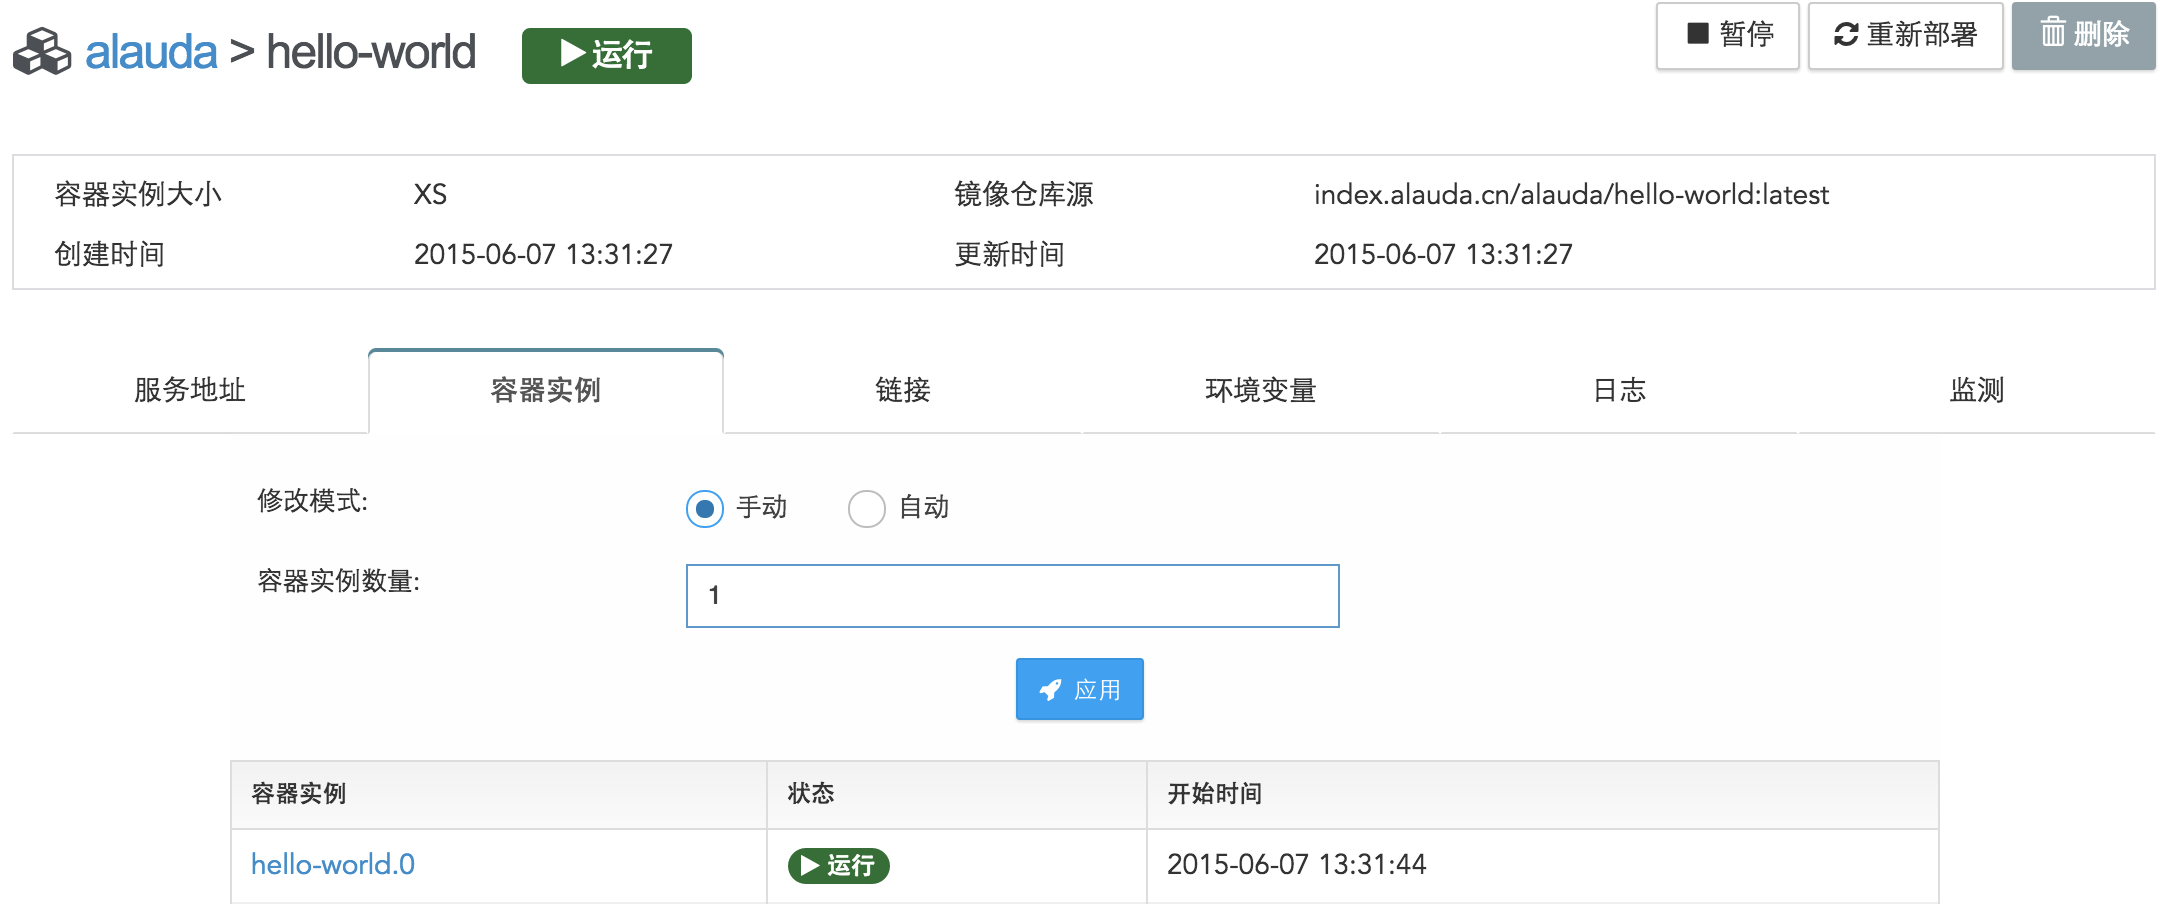 alauda > hello-world 运行 暂停 重新部署 删除
容器实例大小 XS 镜像仓库源 index.alauda.cn/alauda/hello-world:latest
创建时间 2015-06-07 13:31:27 更新时间 2015-06-07 13:31:27
服务地址 容器实例 链接 环境变量 日志 监测
修改模式: 手动 自动
容器实例数量: 1
应用
容器实例 状态 开始时间
hello-world.0 运行 2015-06-07 13:31:44